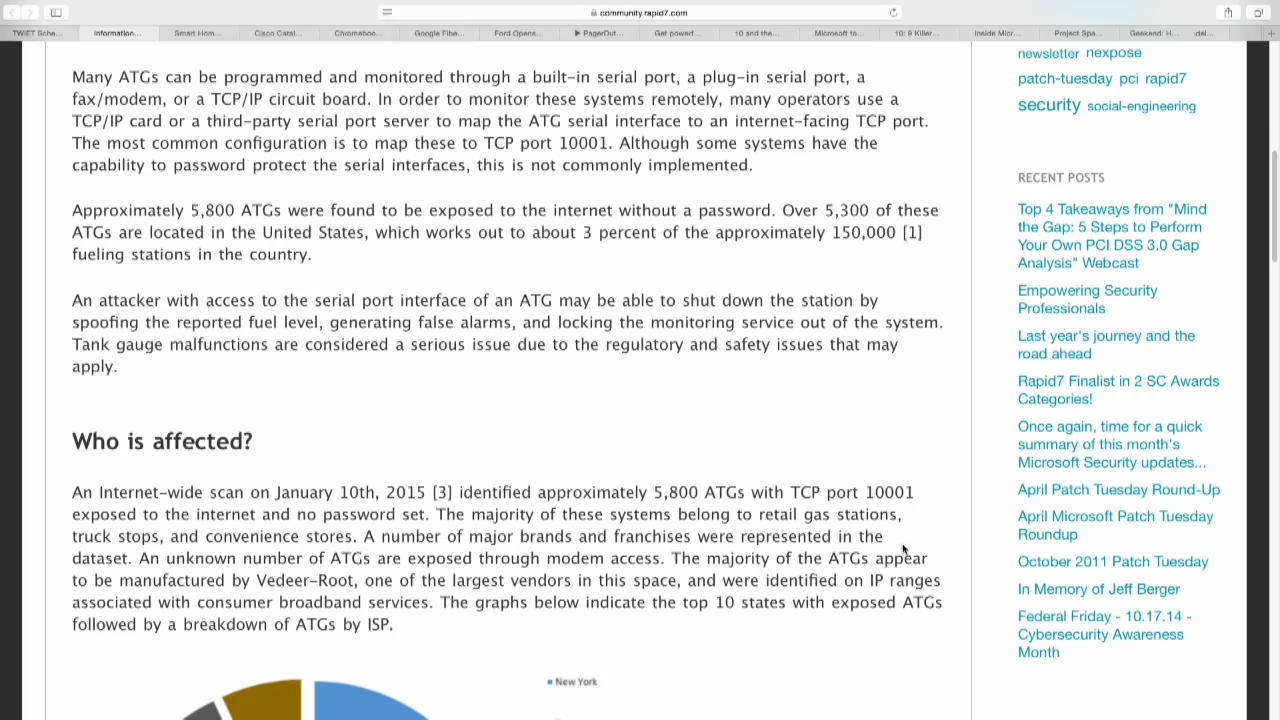 community.rapid7.com
TWiET Sche...
Information...
Smart Hom...
Cisco Catal...
Chromeboo...
Google Fibe...
Ford Opens...
▶ PagerDut...
Get powerf...
10 and the...
Microsoft to...
10: 8 Killer...
Inside Micr...
Project Spa...
Geekend: H...
Many ATGs can be programmed and monitored through a built-in serial port, a plug-in serial port, a
fax/modem, or a TCP/IP circuit board. In order to monitor these systems remotely, many operators use a
TCP/IP card or a third-party serial port server to map the ATG serial interface to an internet-facing TCP port.
The most common configuration is to map these to TCP port 10001. Although some systems have the
capability to password protect the serial interfaces, this is not commonly implemented.
Approximately 5,800 ATGs were found to be exposed to the internet without a password. Over 5,300 of these
ATGs are located in the United States, which works out to about 3 percent of the approximately 150,000 [1]
fueling stations in the country.
An attacker with access to the serial port interface of an ATG may be able to shut down the station by
spoofing the reported fuel level, generating false alarms, and locking the monitoring service out of the system.
Tank gauge malfunctions are considered a serious issue due to the regulatory and safety issues that may
apply.
Who is affected?
An Internet-wide scan on January 10th, 2015 [3] identified approximately 5,800 ATGs with TCP port 10001
exposed to the internet and no password set. The majority of these systems belong to retail gas stations,
truck stops, and convenience stores. A number of major brands and franchises were represented in the
dataset. An unknown number of ATGs are exposed through modem access. The majority of the ATGs appear
to be manufactured by Vedeer-Root, one of the largest vendors in this space, and were identified on IP ranges
associated with consumer broadband services. The graphs below indicate the top 10 states with exposed ATGs
followed by a breakdown of ATGs by ISP.
New York
newsletter nexpose
patch-tuesday pci rapid7
security social-engineering
RECENT POSTS
Top 4 Takeaways from "Mind
the Gap: 5 Steps to Perform
Your Own PCI DSS 3.0 Gap
Analysis" Webcast
Empowering Security
Professionals
Last year's journey and the
road ahead
Rapid7 Finalist in 2 SC Awards
Categories!
Once again, time for a quick
summary of this month's
Microsoft Security updates...
April Patch Tuesday Round-Up
April Microsoft Patch Tuesday
Roundup
October 2011 Patch Tuesday
In Memory of Jeff Berger
Federal Friday - 10.17.14 -
Cybersecurity Awareness
Month